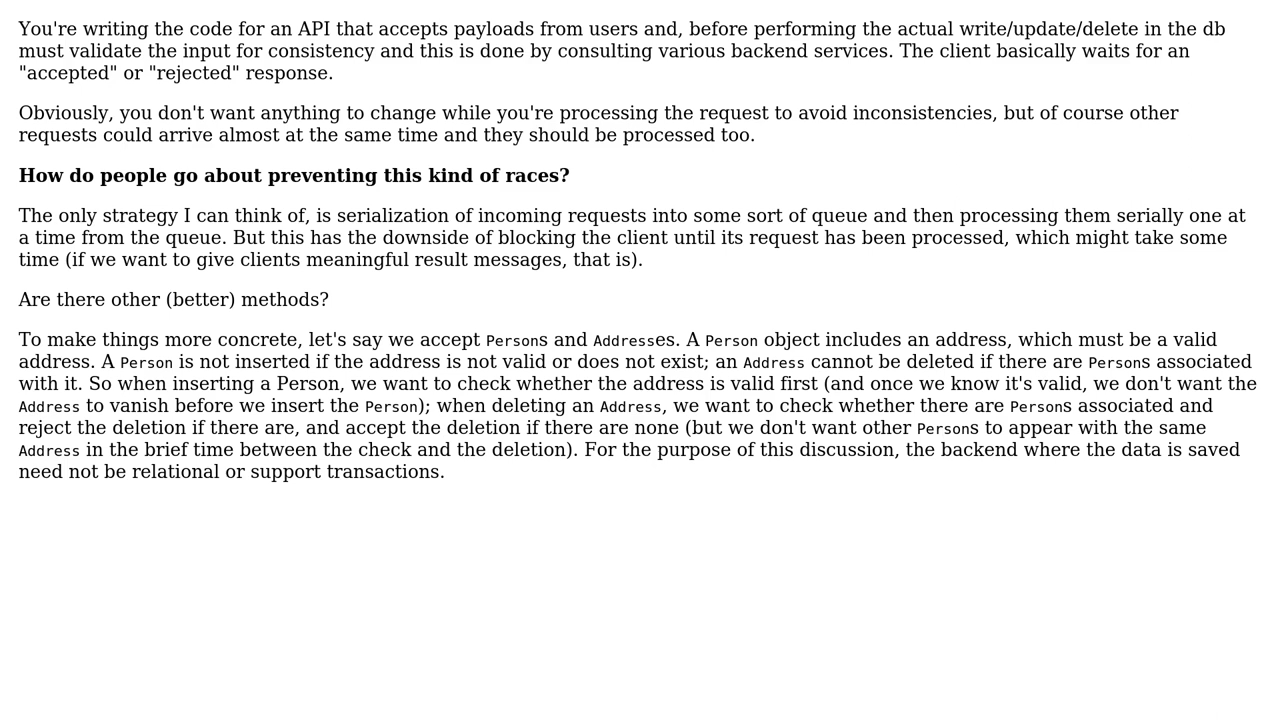 You're writing the code for an API that accepts payloads from users and, before performing the actual write/update/delete in the db
must validate the input for consistency and this is done by consulting various backend services. The client basically waits for an
"accepted" or "rejected" response.
Obviously, you don't want anything to change while you're processing the request to avoid inconsistencies, but of course other
requests could arrive almost at the same time and they should be processed too.
How do people go about preventing this kind of races?
The only strategy I can think of, is serialization of incoming requests into some sort of queue and then processing them serially one at
a time from the queue. But this has the downside of blocking the client until its request has been processed, which might take some
time (if we want to give clients meaningful result messages, that is).
Are there other (better) methods?
To make things more concrete, let's say we accept Persons and Addresses. A Person object includes an address, which must be a valid
address. A Person is not inserted if the address is not valid or does not exist; an Address cannot be deleted if there are Persons associated
with it. So when inserting a Person, we want to check whether the address is valid first (and once we know it's valid, we don't want the
Address to vanish before we insert the Person); when deleting an Address, we want to check whether there are Persons associated and
reject the deletion if there are, and accept the deletion if there are none (but we don't want other Persons to appear with the same
Address in the brief time between the check and the deletion). For the purpose of this discussion, the backend where the data is saved
need not be relational or support transactions.